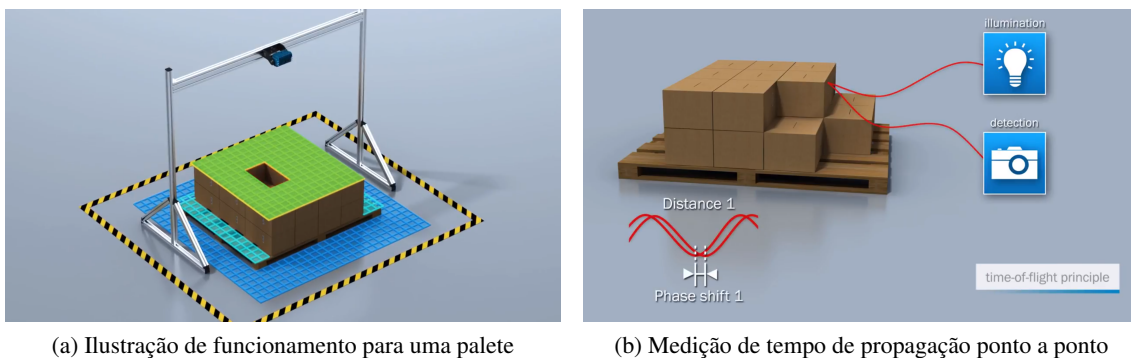 illumination
detection
Distance 1
Phase shift 1
time-of-flight principle
(a) Ilustração de funcionamento para uma palete
(b) Medição de tempo de propagação ponto a ponto